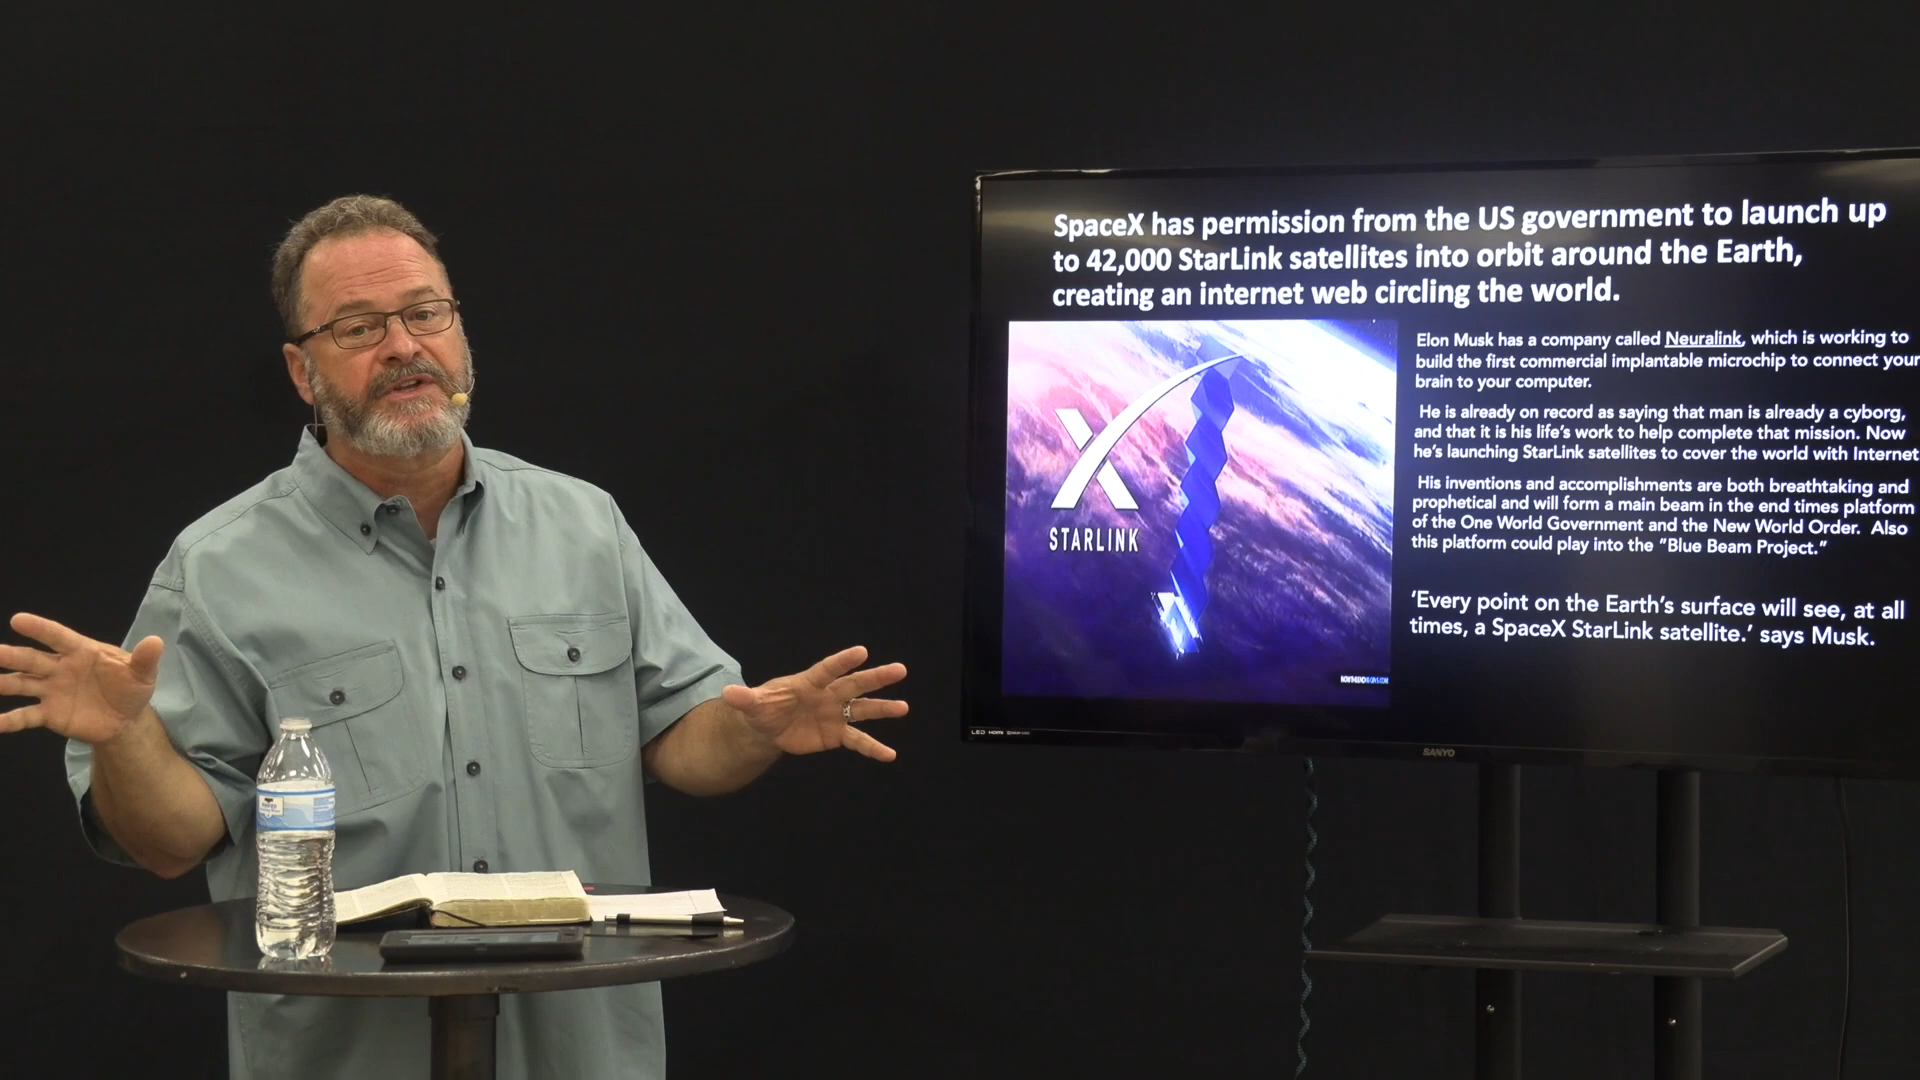 SpaceX has permission from the US government to launch up
to 42,000 StarLink satellites into orbit around the Earth,
creating an internet web circling the world.
Elon Musk has a company called Neuralink, which is working to
build the first commercial implantable microchip to connect your
brain to your computer.
He is already on record as saying that man is already a cyborg,
and that it is his life's work to help complete that mission. Now
he's launching StarLink satellites to cover the world with Internet
His inventions and accomplishments are both breathtaking and
prophetical and will form a main beam in the end times platform
of the One World Government and the New World Order. Also
this platform could play into the "Blue Beam Project."
'Every point on the Earth's surface will see, at all
times, a SpaceX StarLink satellite.' says Musk.
STARLINK
LED HDMI
SANYO